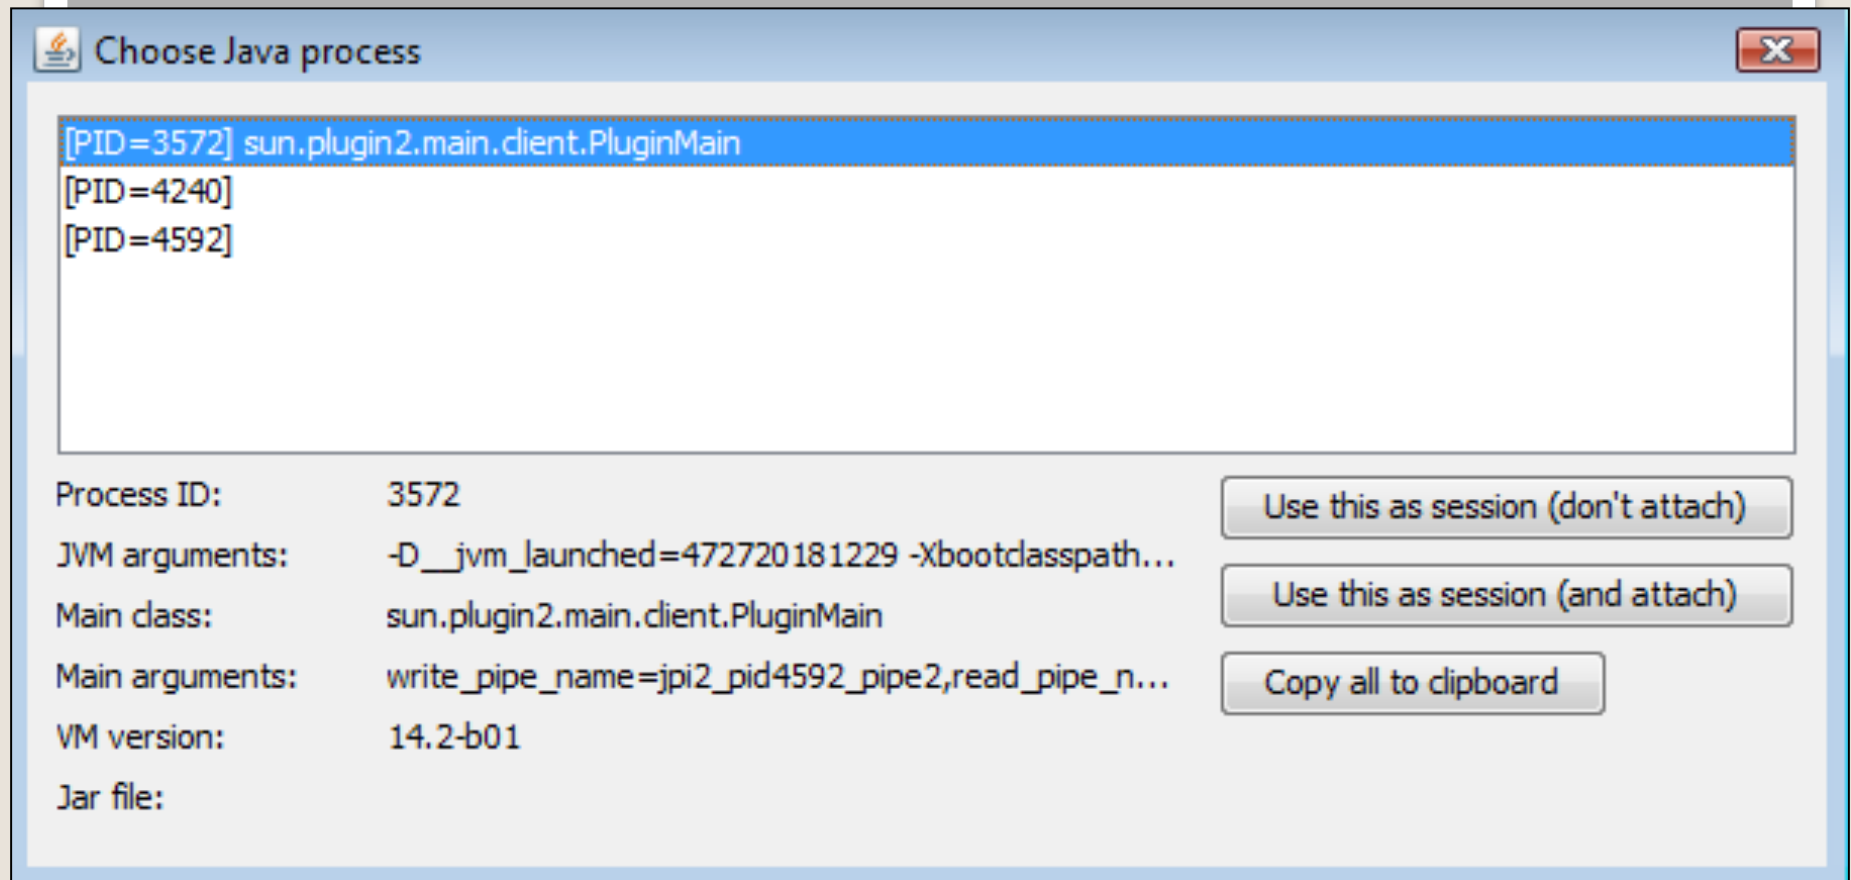 Choose Java process
[PID=3572] sun.plugin2.main.client.PluginMain
[PID=4240]
[PID=4592]
Process ID: 3572
Use this as session (don't attach)
JVM arguments: -D__jvm_launched=472720181229 -Xbootclasspath...
Use this as session (and attach)
Main class: sun.plugin2.main.client.PluginMain
Main arguments: write_pipe_name=jpi2_pid4592_pipe2,read_pipe_n...
Copy all to clipboard
VM version: 14.2-b01
Jar file: